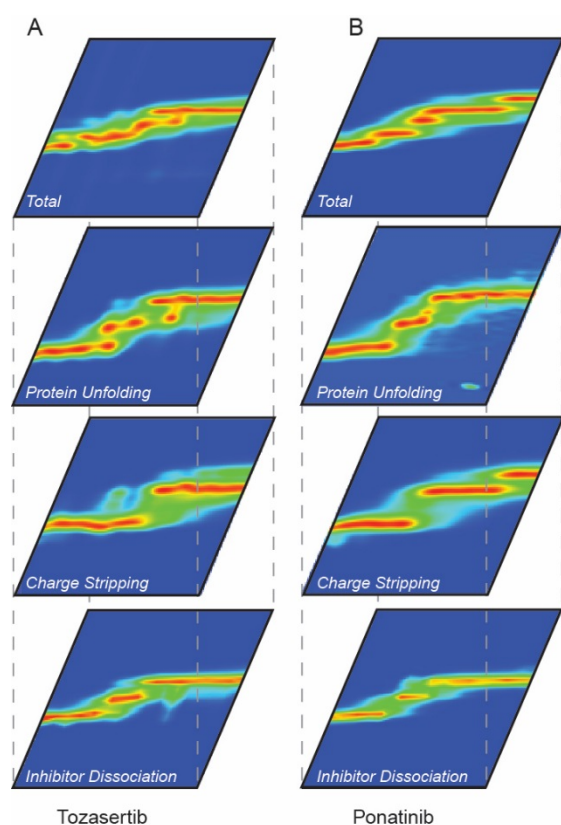 A
B
Total
Total
Protein Unfolding
Protein Unfolding
Charge Stripping
Charge Stripping
Inhibitor Dissociation
Inhibitor Dissociation
Tozasertib
Ponatinib